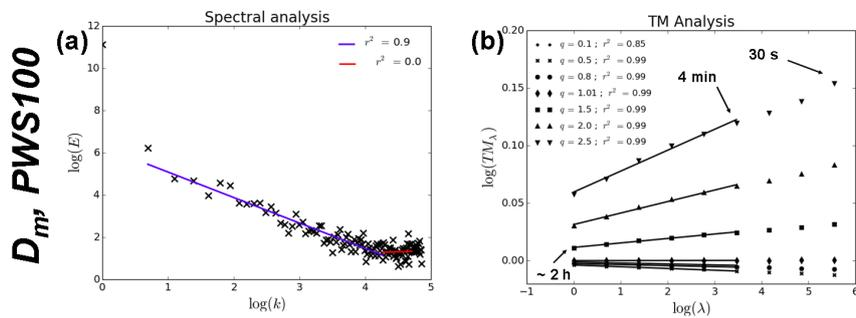 D_m, PWS100
(a)
Spectral analysis
r² = 0.9
r² = 0.0
log(E)
12
10
8
6
4
2
0
0 1 2 3 4 5
log(k)
(b)
TM Analysis
q = 0.1 ; r² = 0.85
q = 0.5 ; r² = 0.99
q = 0.8 ; r² = 0.99
q = 1.01 ; r² = 0.99
q = 1.5 ; r² = 0.99
q = 2.0 ; r² = 0.99
q = 2.5 ; r² = 0.99
4 min
30 s
~ 2 h
log(TM_λ)
0.20
0.15
0.10
0.05
0.00
−1 0 1 2 3 4 5 6
log(λ)